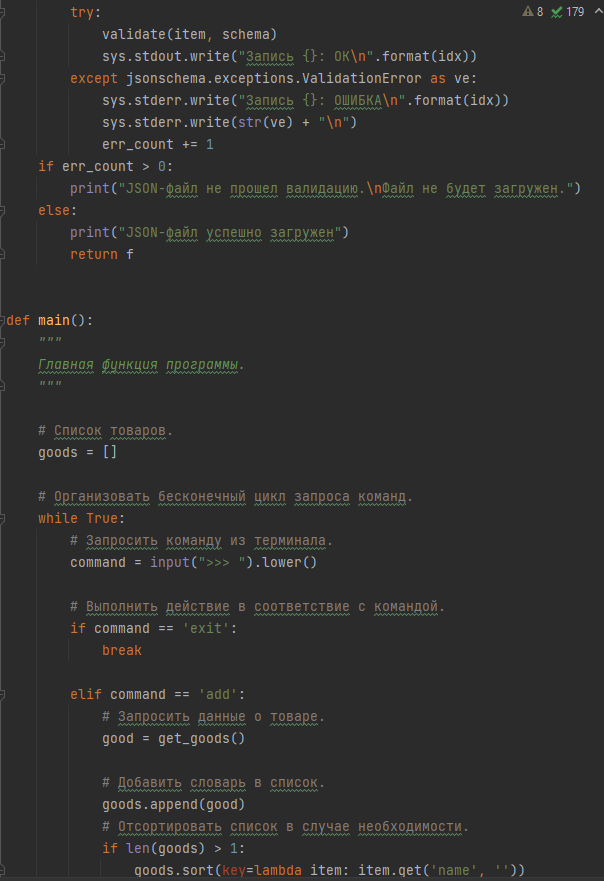 8 179
try:
validate(item, schema)
sys.stdout.write("Запись {}: OK\n".format(idx))
except jsonschema.exceptions.ValidationError as ve:
sys.stderr.write("Запись {}: ОШИБКА\n".format(idx))
sys.stderr.write(str(ve) + "\n")
err_count += 1
if err_count > 0:
print("JSON-файл не прошел валидацию.\nФайл не будет загружен.")
else:
print("JSON-файл успешно загружен")
return f
def main():
"""
Главная функция программы.
"""
# Список товаров.
goods = []
# Организовать бесконечный цикл запроса команд.
while True:
# Запросить команду из терминала.
command = input(">>> ").lower()
# Выполнить действие в соответствие с командой.
if command == 'exit':
break
elif command == 'add':
# Запросить данные о товаре.
good = get_goods()
# Добавить словарь в список.
goods.append(good)
# Отсортировать список в случае необходимости.
if len(goods) > 1:
goods.sort(key=lambda item: item.get('name', ''))